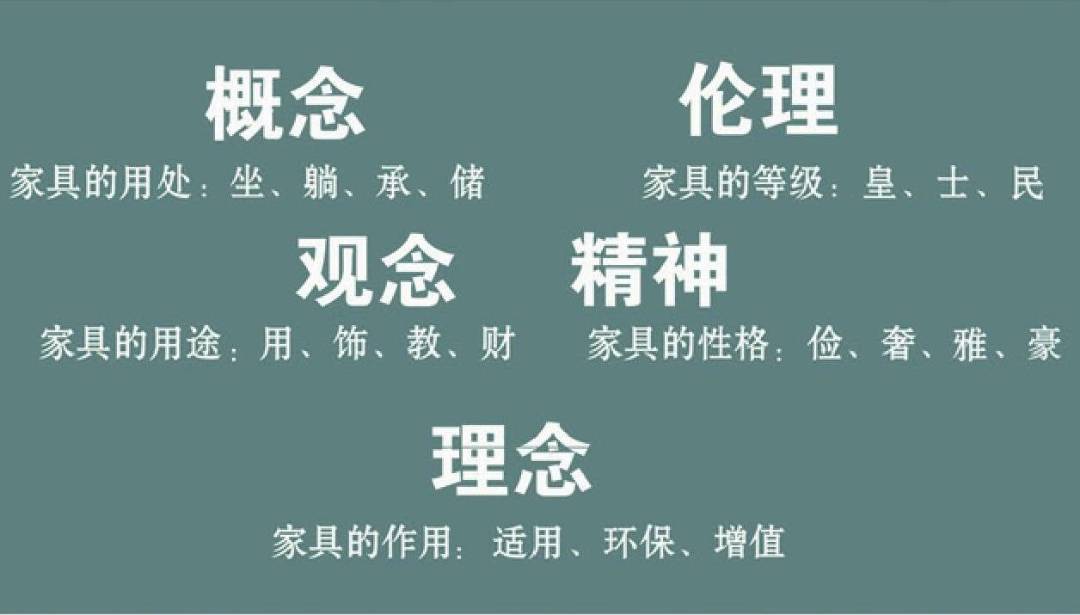 概念
伦理
家具的用处：坐、躺、承、储
家具的等级：皇、士、民
观念
精神
家具的用途：用、饰、教、财
家具的性格：俭、奢、雅、豪
理念
家具的作用：适用、环保、增值